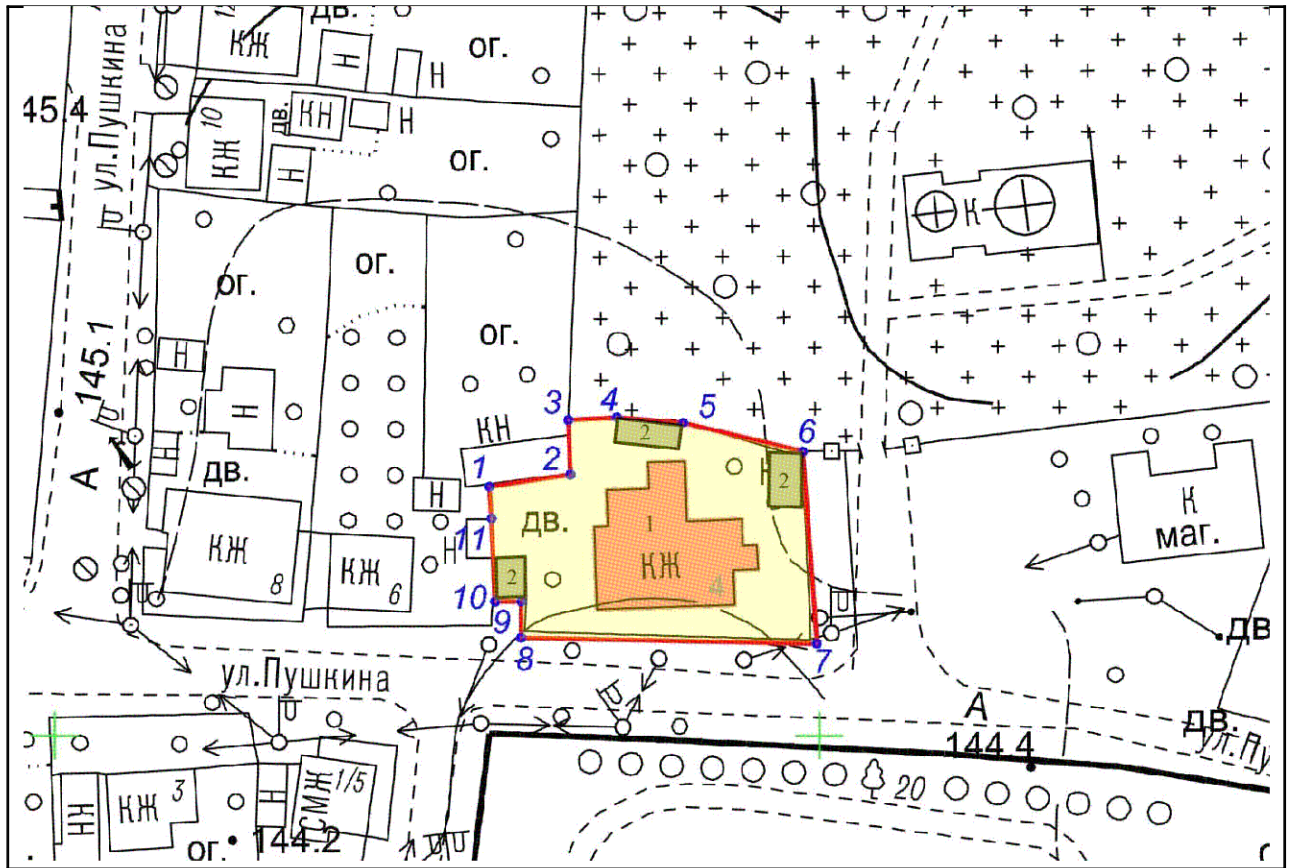 12
КЖ
дв.
Н
Н
ог.
ул.Пушкина
45.4
10
КЖ
дв.
КН
Н
Н
ог.
ог.
ог.
ог.
К
145.1
А
Н
Н
Н
дв.
КЖ
8
КЖ
6
Н
Н
КН
1
2
3
4
5
6
7
8
9
10
11
2
2
2
дв.
1
КЖ
4
Н
К
маг.
дв
ул.Пушкина
А
144.4
дв.
ул.Пу
20
КЖ
3
КН
Н
СМЖ
1/5
ог.
144.2